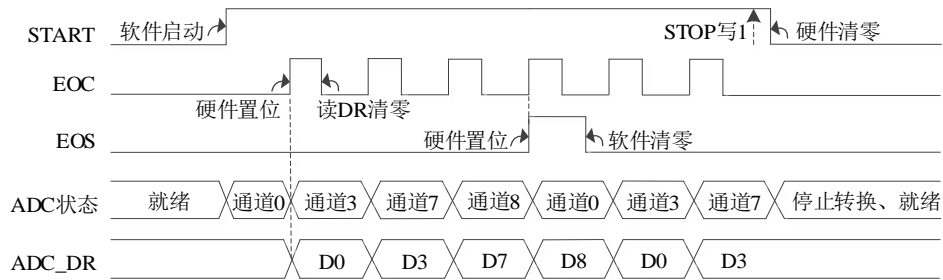 START 软件启动 STOP写1 硬件清零
EOC
硬件置位 读DR清零
EOS 硬件置位 软件清零
ADC状态 就绪 通道0 通道3 通道7 通道8 通道0 通道3 通道7 停止转换、就绪
ADC_DR D0 D3 D7 D8 D0 D3